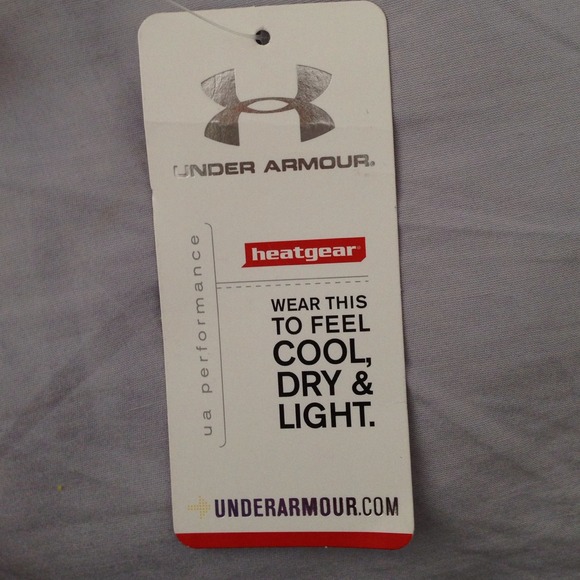 UNDER ARMOUR®
ua performance
heatgear®
WEAR THIS
TO FEEL
COOL,
DRY &
LIGHT.
UNDERARMOUR.COM